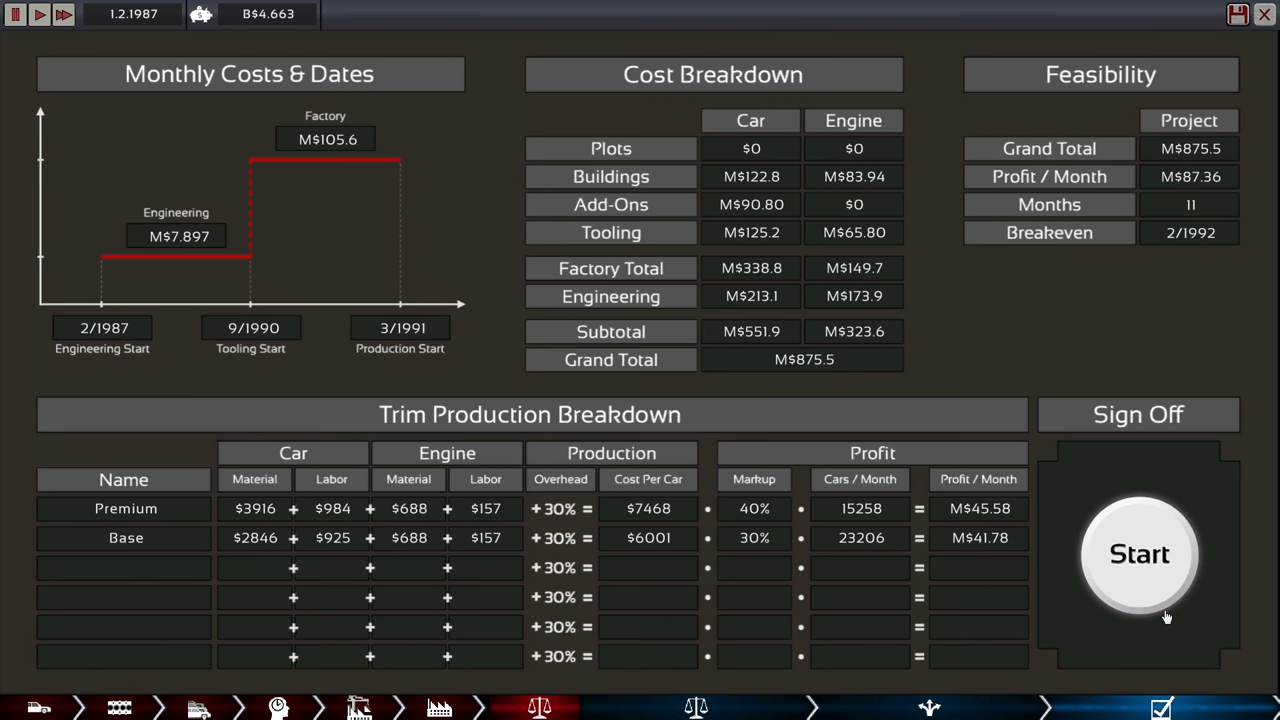 1.2.1987 B$4.663
Monthly Costs & Dates
Factory
M$105.6
Engineering
M$7.897
2/1987 9/1990 3/1991
Engineering Start Tooling Start Production Start
Cost Breakdown
Car Engine
Plots $0 $0
Buildings M$122.8 M$83.94
Add-Ons M$90.80 $0
Tooling M$125.2 M$65.80
Factory Total M$338.8 M$149.7
Engineering M$213.1 M$173.9
Subtotal M$551.9 M$323.6
Grand Total M$875.5
Feasibility
Project
Grand Total M$875.5
Profit / Month M$87.36
Months 11
Breakeven 2/1992
Trim Production Breakdown
Car Engine Production Profit
Name Material Labor Material Labor Overhead Cost Per Car Markup Cars / Month Profit / Month
Premium $3916 + $984 + $688 + $157 +30% = $7468 • 40% • 15258 = M$45.58
Base $2846 + $925 + $688 + $157 +30% = $6001 • 30% • 23206 = M$41.78
+ + + +30% = • • =
+ + + +30% = • • =
+ + + +30% = • • =
+ + + +30% = • • =
Sign Off
Start